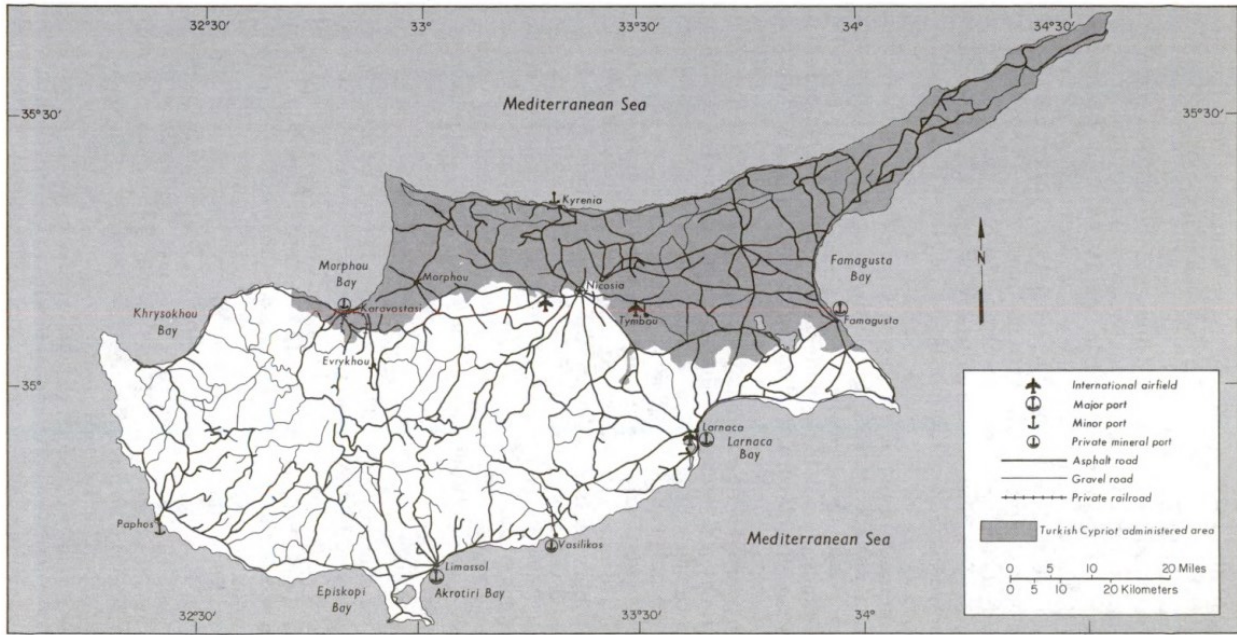 32°30'
33°
33°30'
34°
34°30'
35°30'
Mediterranean Sea
35°30'
Kyrenia
N
Morphou
Bay
Morphou
Famagusta
Bay
Nicosia
Khrysokhou
Bay
Karavostasi
Tymbou
Famagusta
Evrykhou
35°
35°
International airfield
Major port
Minor port
Private mineral port
Asphalt road
Gravel road
Private railroad
Turkish Cypriot administered area
0 5 10 20 Miles
0 5 10 20 Kilometers
Larnaca
Larnaca
Bay
Paphos
Vasilikos
Mediterranean Sea
Limassol
Episkopi
Bay
Akrotiri Bay
32°30'
33°
33°30'
34°